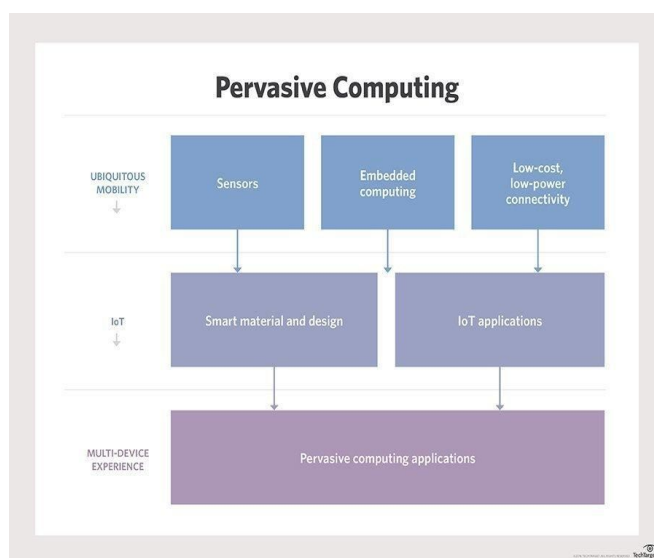 Pervasive Computing
UBIQUITOUS
MOBILITY
Sensors
Embedded
computing
Low-cost,
low-power
connectivity
IoT
Smart material and design
IoT applications
MULTI-DEVICE
EXPERIENCE
Pervasive computing applications